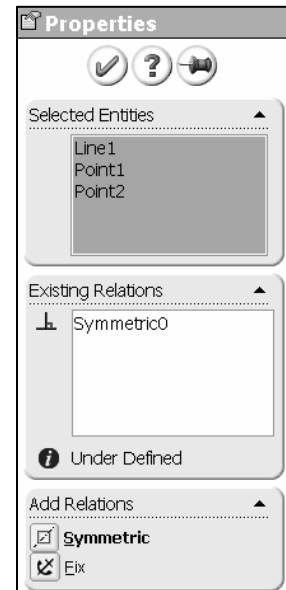 Properties
?
Selected Entities
Line1
Point1
Point2
Existing Relations
Symmetric0
Under Defined
Add Relations
Symmetric
Fix